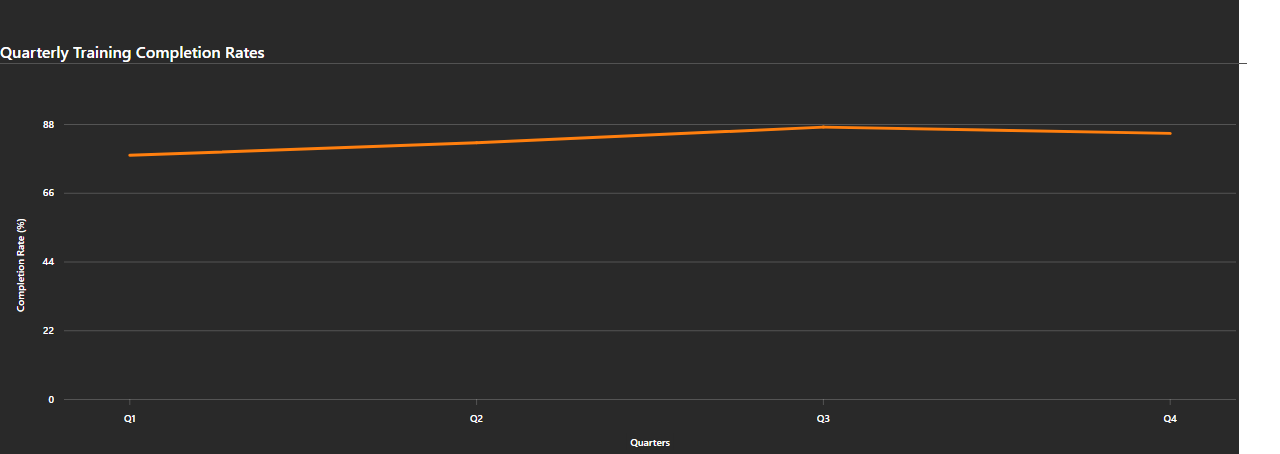 Quarterly Training Completion Rates
88
66
44
22
0
Completion Rate (%)
Q1 Q2 Q3 Q4
Quarters